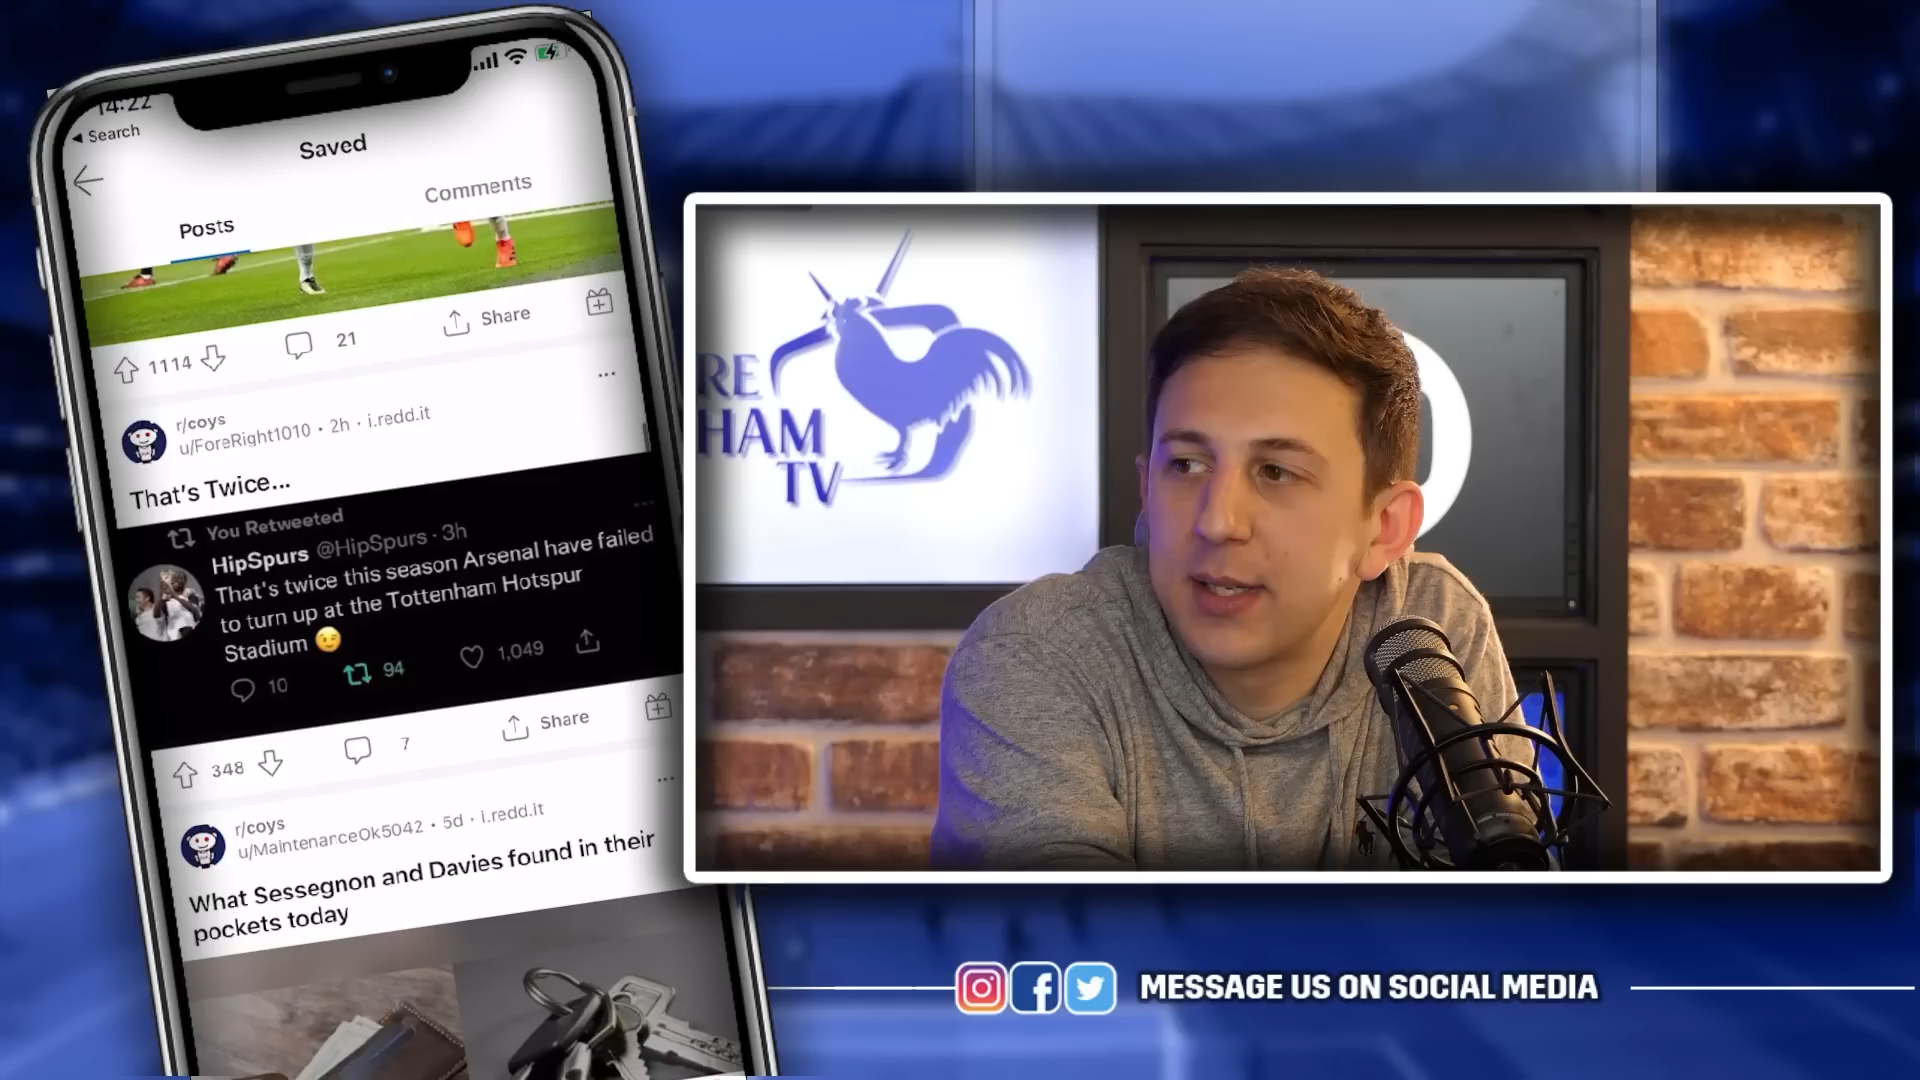 14:22
Search
Saved
Posts
Comments
1114
21
Share
r/coys
u/ForeRight1010 • 2h • i.redd.it
That's Twice...
You Retweeted
HipSpurs @HipSpurs · 3h
That's twice this season Arsenal have failed
to turn up at the Tottenham Hotspur
Stadium 😉
10
94
1,049
348
7
Share
r/coys
u/MaintenanceOk5042 • 5d • i.redd.it
What Sessegnon and Davies found in their
pockets today
RE
HAM
TV
MESSAGE US ON SOCIAL MEDIA